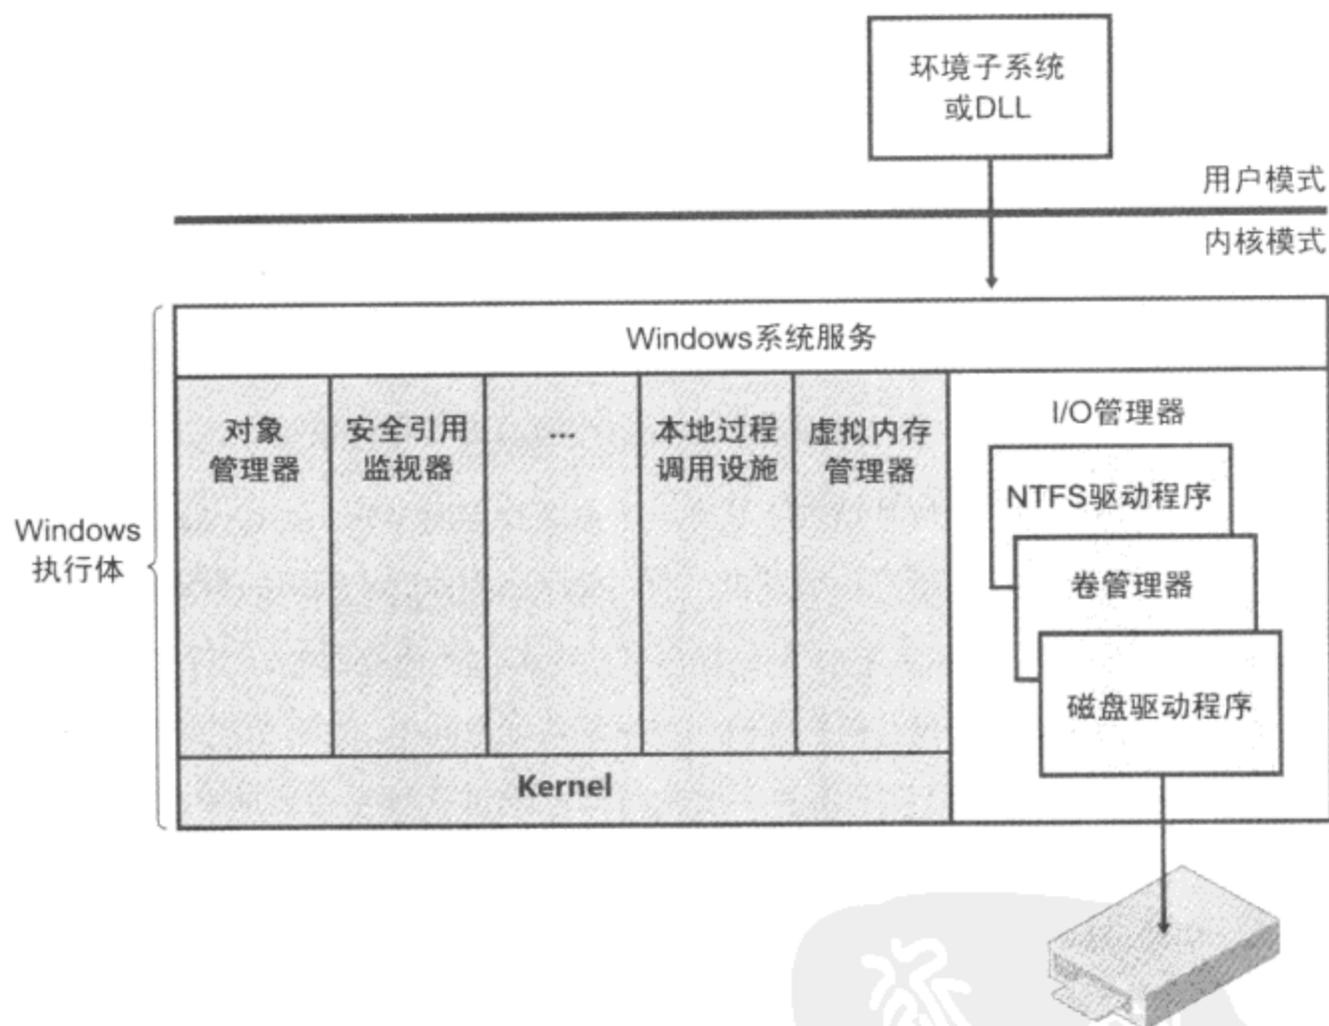 环境子系统
或DLL
用户模式
内核模式
Windows系统服务
对象
管理器
安全引用
监视器
...
本地过程
调用设施
虚拟内存
管理器
I/O管理器
NTFS驱动程序
卷管理器
磁盘驱动程序
Windows
执行体
Kernel